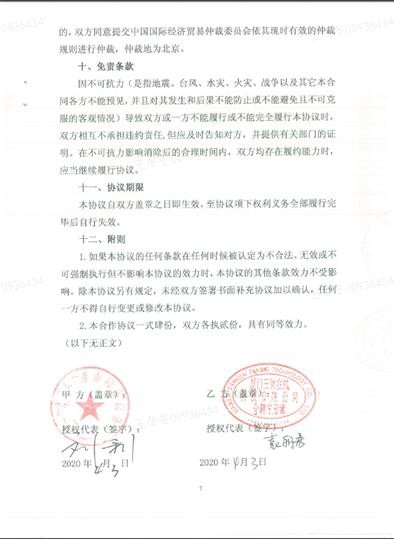 的，双方同意提交中国国际经济贸易仲裁委员会依其现时有效的仲裁
规则进行仲裁，仲裁地为北京。
十、免责条款
因不可抗力（是指地震、台风、水灾、火灾、战争以及其它本合
同各方不能预见，并且对其发生和后果不能防止或不能避免且不可克
服的客观情况）导致双方或一方不能履行或不能完全履行本协议时，
双方相互不承担违约责任，但应及时告知对方，并提供有关部门的证
明。在不可抗力影响消除后的合理时间内，双方均存在履约能力时，
应当继续履行协议。
十一、协议期限
本协议自双方盖章之日即生效，至协议项下权利义务全部履行完
毕后自行失效。
十二、附则
1.如果本协议的任何条款在任何时候被认定为不合法、无效或不
可强制执行但不影响本协议的效力时，本协议的其他条款效力不受影
响。除本协议另有规定，未经双方签署书面补充协议加以确认，任何
一方不得自行变更或修改本协议。
2.本合作协议一式肆份，双方各执贰份，具有同等效力。
（以下无正文）
甲方（盖章）：
乙方（盖章）：
授权代表（签字）：
授权代表（签字）：
2020年4月3日
2020年4月3日
7
00936434